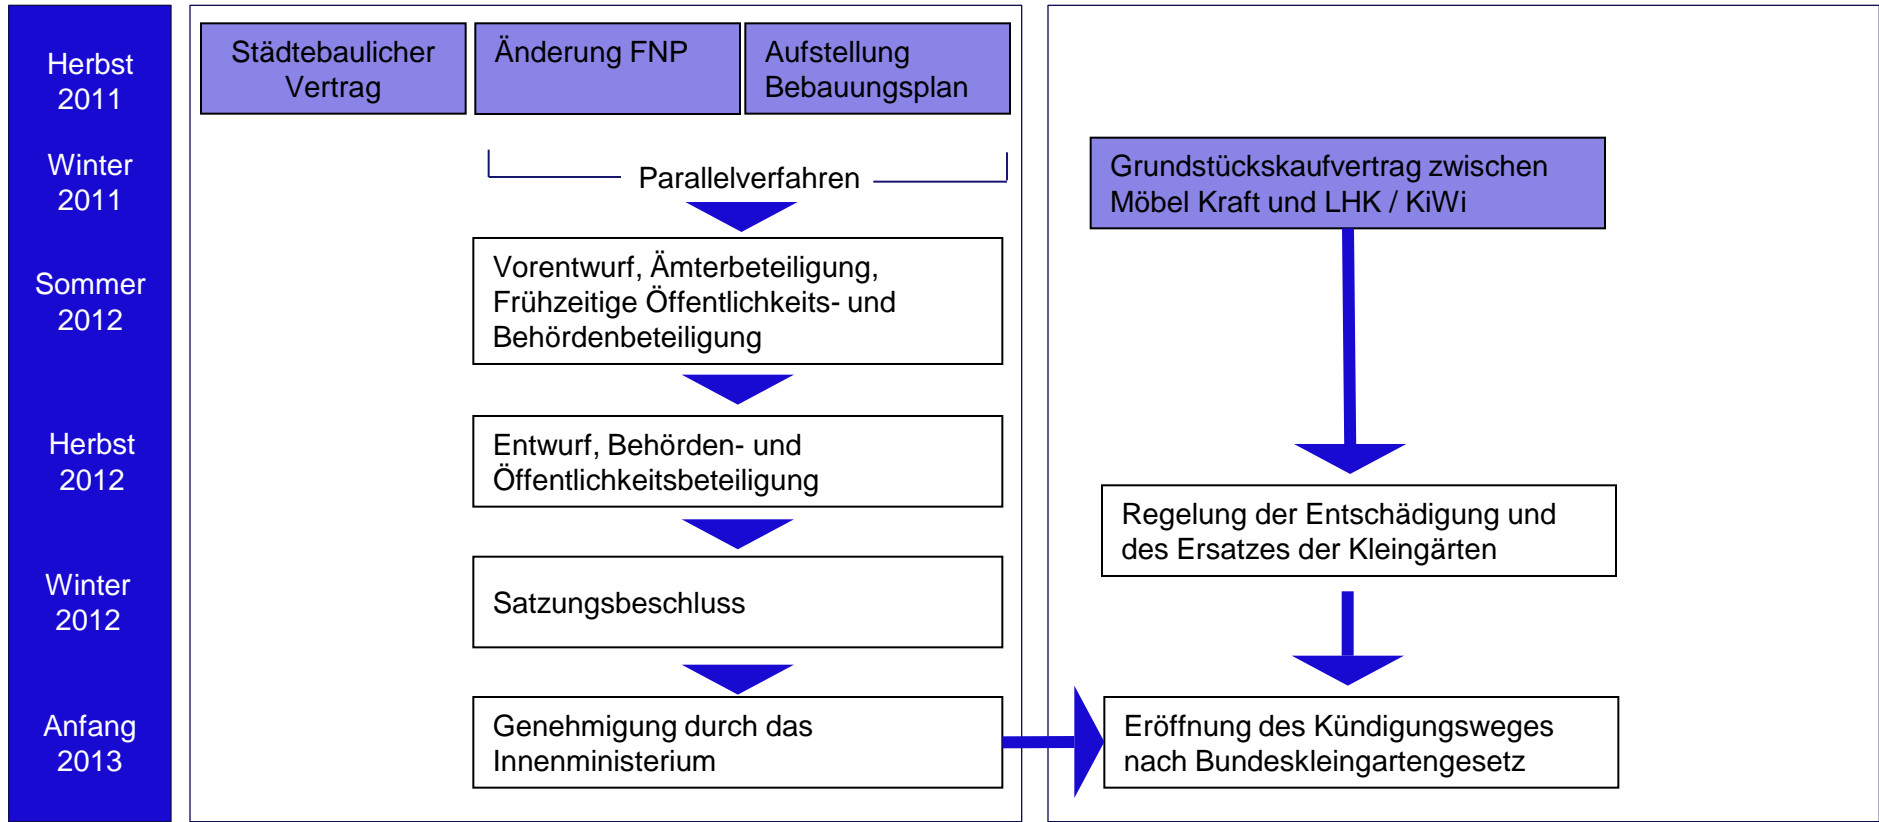 Herbst
2011
Winter
2011
Sommer
2012
Herbst
2012
Winter
2012
Anfang
2013
Städtebaulicher
Vertrag
Änderung FNP
Aufstellung
Bebauungsplan
Parallelverfahren
Vorentwurf, Ämterbeteiligung,
Frühzeitige Öffentlichkeits- und
Behördenbeteiligung
Entwurf, Behörden- und
Öffentlichkeitsbeteiligung
Satzungsbeschluss
Genehmigung durch das
Innenministerium
Grundstückskaufvertrag zwischen
Möbel Kraft und LHK / KiWi
Regelung der Entschädigung und
des Ersatzes der Kleingärten
Eröffnung des Kündigungsweges
nach Bundeskleingartengesetz